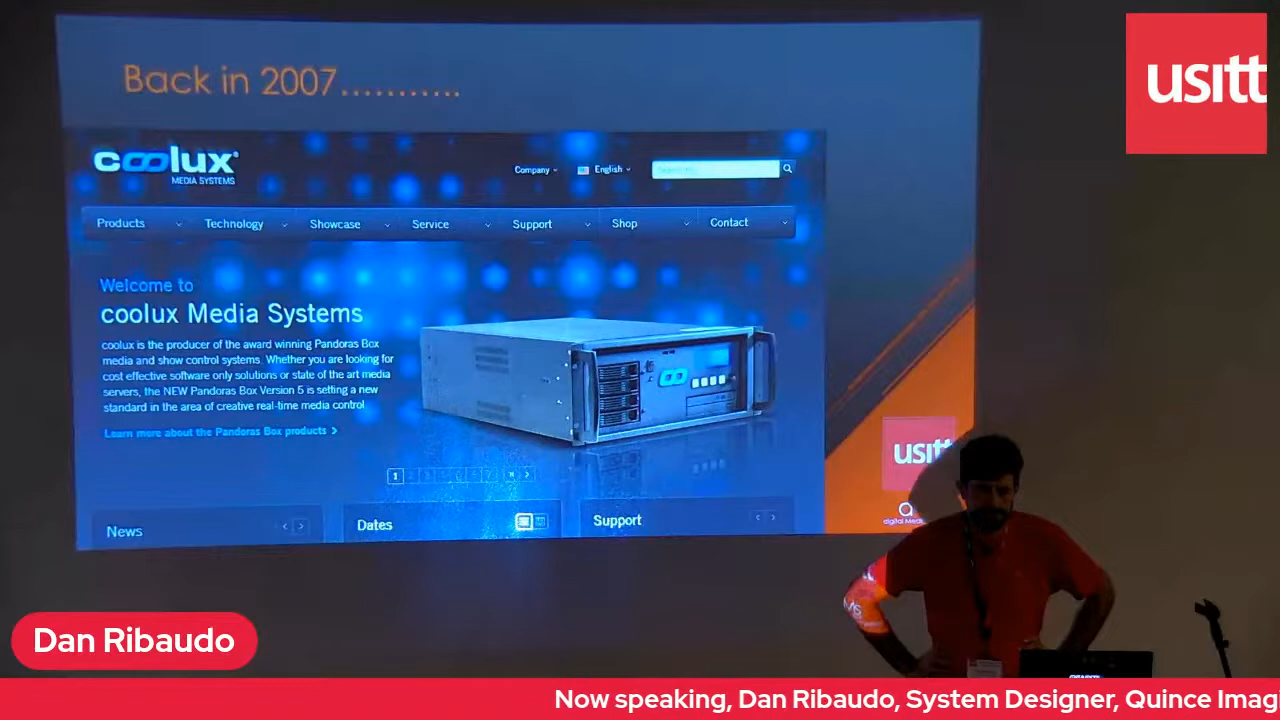 Back in 2007...........
usitt
coolux
MEDIA SYSTEMS
Company
English
Products
Technology
Showcase
Service
Support
Shop
Contact
Welcome to
coolux Media Systems
coolux is the producer of the award winning Pandoras Box
media and show control systems. Whether you are looking for
cost effective software only solutions or state of the art media
servers, the NEW Pandoras Box Version 5 is setting a new
standard in the area of creative real-time media control
Learn more about the Pandoras Box products >
1
News
Dates
Support
usitt
digital Med
Dan Ribaudo
Now speaking, Dan Ribaudo, System Designer, Quince Imag